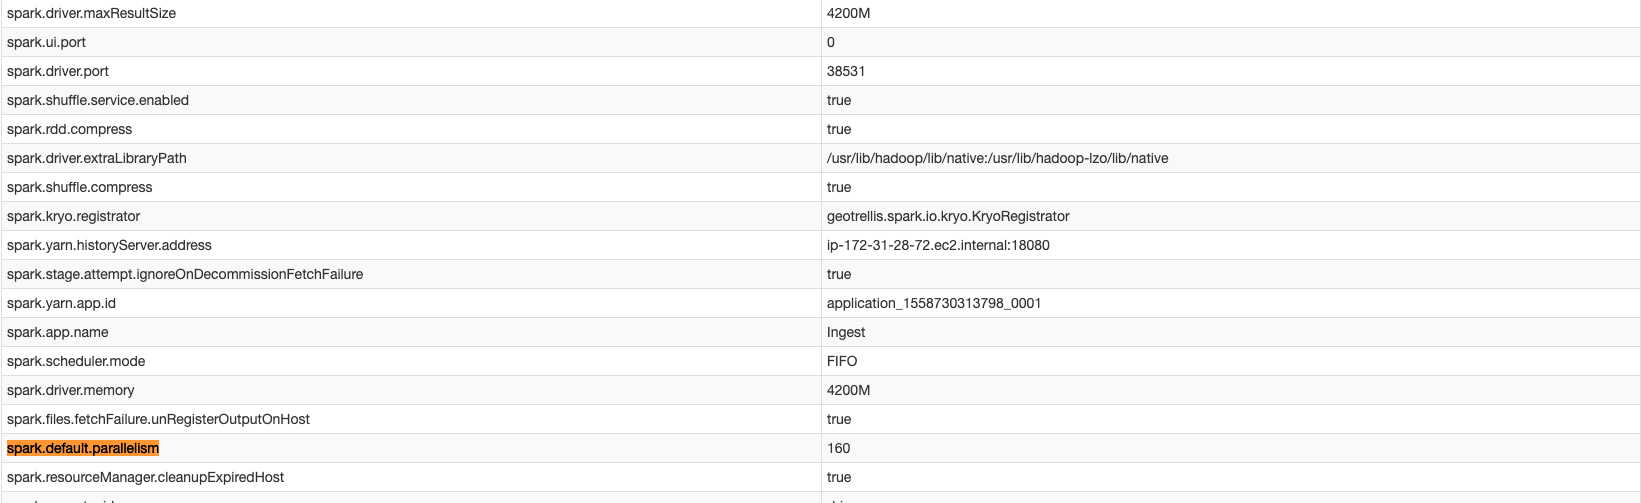 spark.driver.maxResultSize 4200M
spark.ui.port 0
spark.driver.port 38531
spark.shuffle.service.enabled true
spark.rdd.compress true
spark.driver.extraLibraryPath /usr/lib/hadoop/lib/native:/usr/lib/hadoop-lzo/lib/native
spark.shuffle.compress true
spark.kryo.registrator geotrellis.spark.io.kryo.KryoRegistrator
spark.yarn.historyServer.address ip-172-31-28-72.ec2.internal:18080
spark.stage.attempt.ignoreOnDecommissionFetchFailure true
spark.yarn.app.id application_1558730313798_0001
spark.app.name Ingest
spark.scheduler.mode FIFO
spark.driver.memory 4200M
spark.files.fetchFailure.unRegisterOutputOnHost true
spark.default.parallelism 160
spark.resourceManager.cleanupExpiredHost true